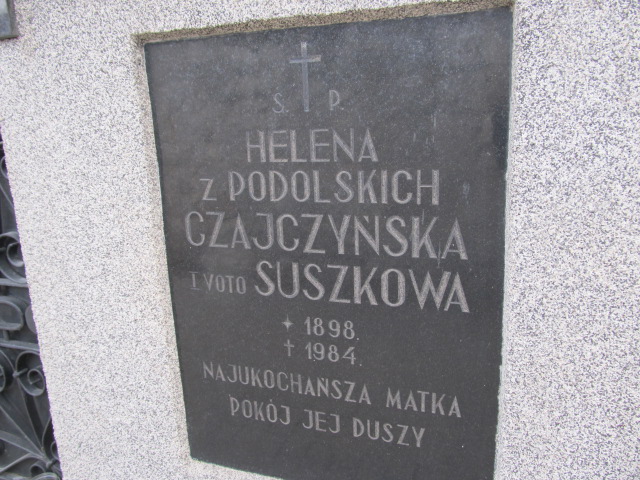 S. P.
HELENA
Z PODOLSKICH
CZAJCZYŃSKA
I VOTO SUSZKOWA
1898.
† 1984.
NAJUKOCHAŃSZA MATKA
POKÓJ JEJ DUSZY